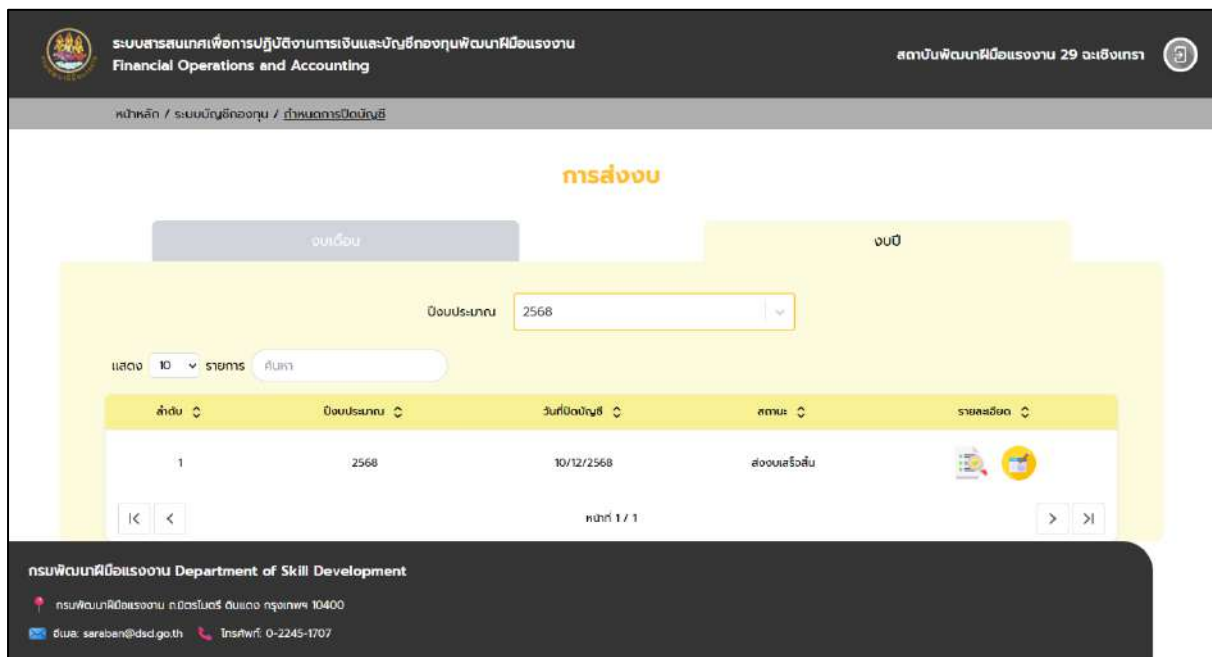 ระบบสารสนเทศเพื่อการปฏิบัติงานการเงินและบัญชีกองทุนพัฒนาฝีมือแรงงาน
Financial Operations and Accounting
สถาบันพัฒนาฝีมือแรงงาน 29 ฉะเชิงเทรา
หน้าหลัก / ระบบบัญชีกองทุน / กำหนดการปิดบัญชี
การส่งงบ
งบเดือน งบปี
ปีงบประมาณ 2568
แสดง 10 รายการ ค้นหา
ลำดับ ปีงบประมาณ วันที่ปิดบัญชี สถานะ รายละเอียด
1 2568 10/12/2568 ส่งงบเสร็จสิ้น
หน้าที่ 1 / 1
กรมพัฒนาฝีมือแรงงาน Department of Skill Development
กรมพัฒนาฝีมือแรงงาน ถ.มิตรไมตรี ดินแดง กรุงเทพฯ 10400
อีเมล: saraban@dsd.go.th โทรศัพท์: 0-2245-1707